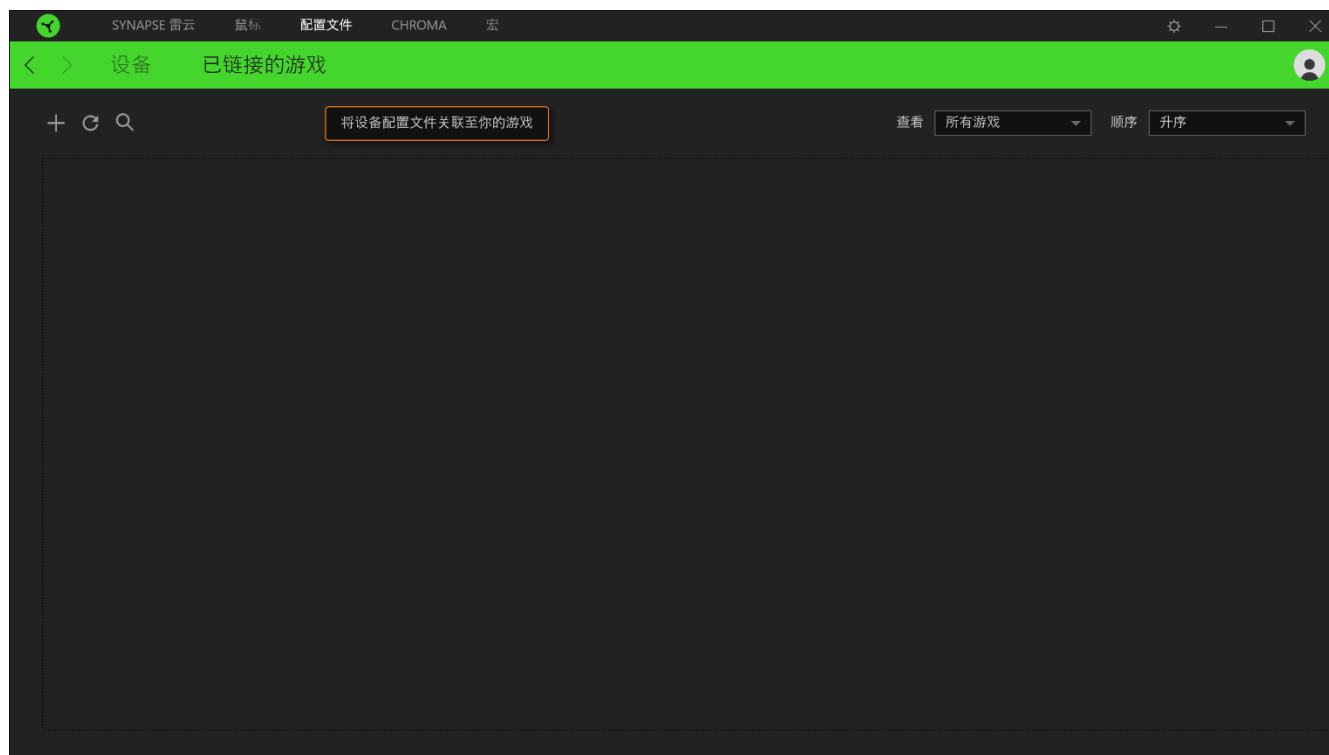 SYNAPSE 雷云 鼠标 配置文件 CHROMA 宏
设备 已链接的游戏
将设备配置文件关联至你的游戏 查看 所有游戏 顺序 升序